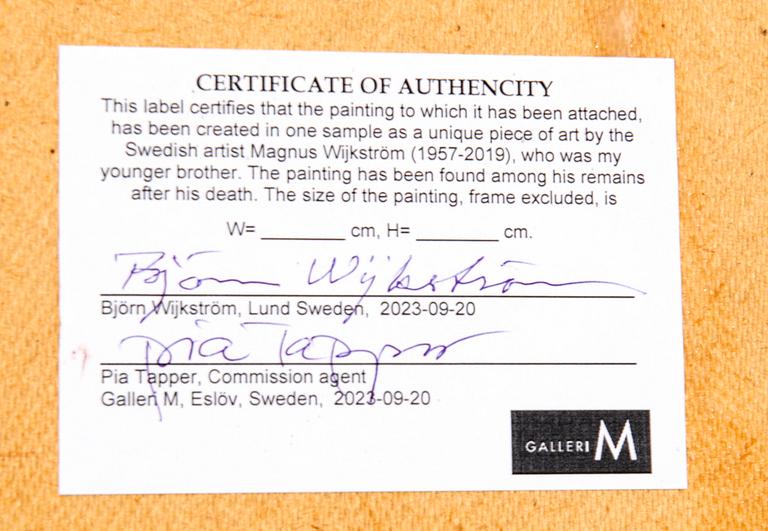 CERTIFICATE OF AUTHENCITY
This label certifies that the painting to which it has been attached,
has been created in one sample as a unique piece of art by the
Swedish artist Magnus Wijkström (1957-2019), who was my
younger brother. The painting has been found among his remains
after his death. The size of the painting, frame excluded, is
W= ________ cm, H= ________ cm.
Björn Wijkström
Björn Wijkström, Lund Sweden, 2023-09-20
Pia Tapper
Pia Tapper, Commission agent
Galleri M, Eslöv, Sweden, 2023-09-20
GALLERI M